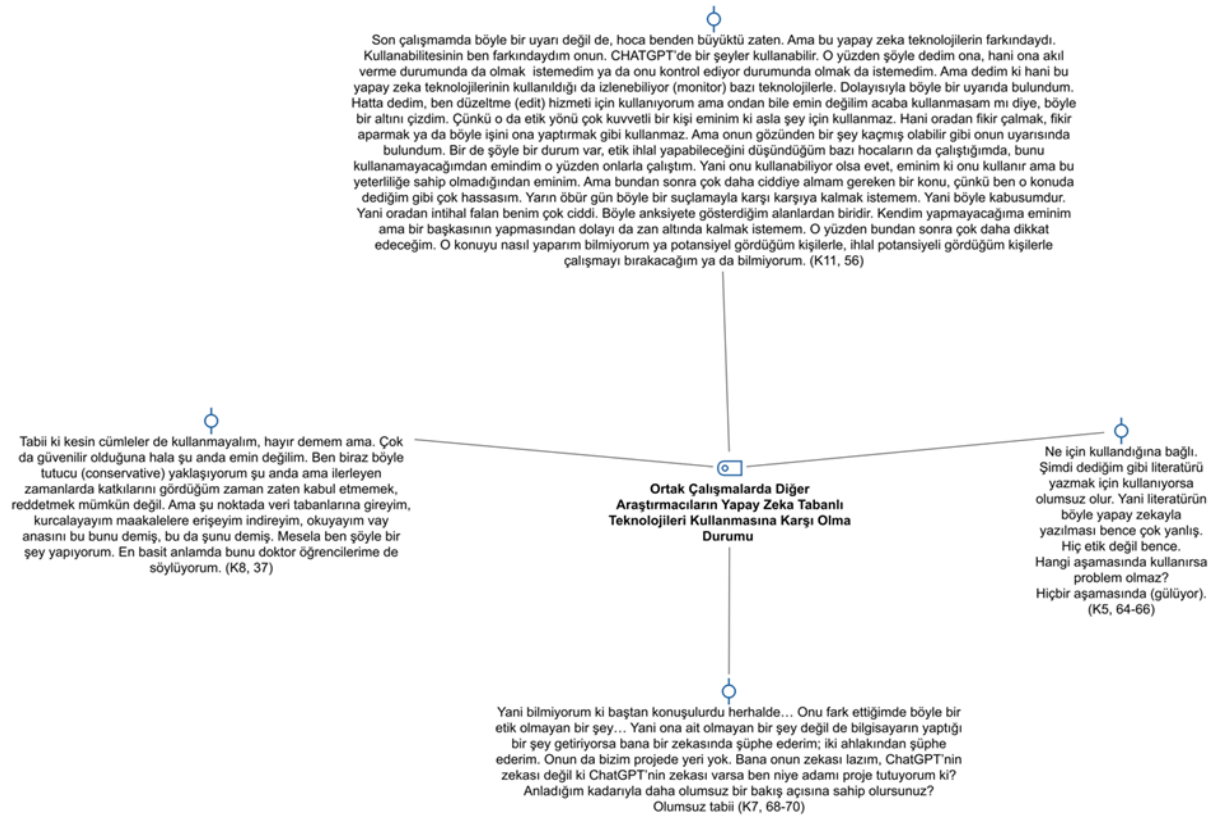 Son çalışmamda böyle bir uyarı değil de, hoca benden büyüktü zaten. Ama bu yapay zeka teknolojilerin farkındaydı.
Kullanabilitesinin ben farkındaydım onun. CHATGPT'de bir şeyler kullanabilir. O yüzden şöyle dedim ona, hani ona akıl
verme durumunda da olmak istemedim ya da onu kontrol ediyor durumunda olmak da istemedim. Ama dedim ki hani bu
yapay zeka teknolojilerinin kullanıldığı da izlenebiliyor (monitor) bazı teknolojilerle. Dolayısıyla böyle bir uyarıda bulundum.
Hatta dedim, ben düzeltme (edit) hizmeti için kullanıyorum ama ondan bile emin değilim acaba kullanmasam mı diye, böyle
bir altını çizdim. Çünkü o da etik yönü çok kuvvetli bir kişi eminim ki asla şey için kullanmaz. Hani oradan fikir çalmak, fikir
aparmak ya da böyle işini ona yaptırmak gibi kullanmaz. Ama onun gözünden bir şey kaçmış olabilir gibi onun uyarısında
bulundum. Bir de şöyle bir durum var, etik ihlal yapabileceğini düşündüğüm bazı hocaların da çalıştığımda, bunu
kullanamayacağımdan emindim o yüzden onlarla çalıştım. Yani onu kullanabiliyor olsa evet, eminim ki onu kullanır ama bu
yeterliliğe sahip olmadığından eminim. Ama bundan sonra çok daha ciddiye almam gereken bir konu, çünkü ben o konuda
dediğim gibi çok hassasım. Yarın öbür gün böyle bir suçlamayla karşı karşıya kalmak istemem. Yani böyle kabusumdur.
Yani oradan intihal falan benim çok ciddi. Böyle anksiyete gösterdiğim alanlardan biridir. Kendim yapmayacağıma eminim
ama bir başkasının yapmasından dolayı da zan altında kalmak istemem. O yüzden bundan sonra çok daha dikkat
edeceğim. O konuyu nasıl yaparım bilmiyorum ya potansiyel gördüğüm kişilerle, ihlal potansiyeli gördüğüm kişilerle
çalışmayı bırakacağım ya da bilmiyorum. (K11, 56)
Tabii ki kesin cümleler de kullanmayalım, hayır demem ama. Çok
da güvenilir olduğuna hala şu anda emin değilim. Ben biraz böyle
tutucu (conservative) yaklaşıyorum şu anda ama ilerleyen
zamanlarda katkılarını gördüğüm zaman zaten kabul etmemek,
reddetmek mümkün değil. Ama şu noktada veri tabanlarına gireyim,
kurcalayayım maakalelere erişeyim indireyim, okuyayım vay
anasını bu bunu demiş, bu da şunu demiş. Mesela ben şöyle bir
şey yapıyorum. En basit anlamda bunu doktor öğrencilerime de
söylüyorum. (K8, 37)
Ortak Çalışmalarda Diğer
Araştırmacıların Yapay Zeka Tabanlı
Teknolojileri Kullanmasına Karşı Olma
Durumu
Ne için kullandığına bağlı.
Şimdi dediğim gibi literatürü
yazmak için kullanıyorsa
olumsuz olur. Yani literatürün
böyle yapay zekayla
yazılması bence çok yanlış.
Hiç etik değil bence.
Hangi aşamasında kullanırsa
problem olmaz?
Hiçbir aşamasında (gülüyor).
(K5, 64-66)
Yani bilmiyorum ki baştan konuşulurdu herhalde… Onu fark ettiğimde böyle bir
etik olmayan bir şey… Yani ona ait olmayan bir şey değil de bilgisayarın yaptığı
bir şey getiriyorsa bana bir zekasında şüphe ederim; iki ahlakından şüphe
ederim. Onun da bizim projede yeri yok. Bana onun zekası lazım, ChatGPT'nin
zekası değil ki ChatGPT'nin zekası varsa ben niye adamı proje tutuyorum ki?
Anladığım kadarıyla daha olumsuz bir bakış açısına sahip olursunuz?
Olumsuz tabii (K7, 68-70)